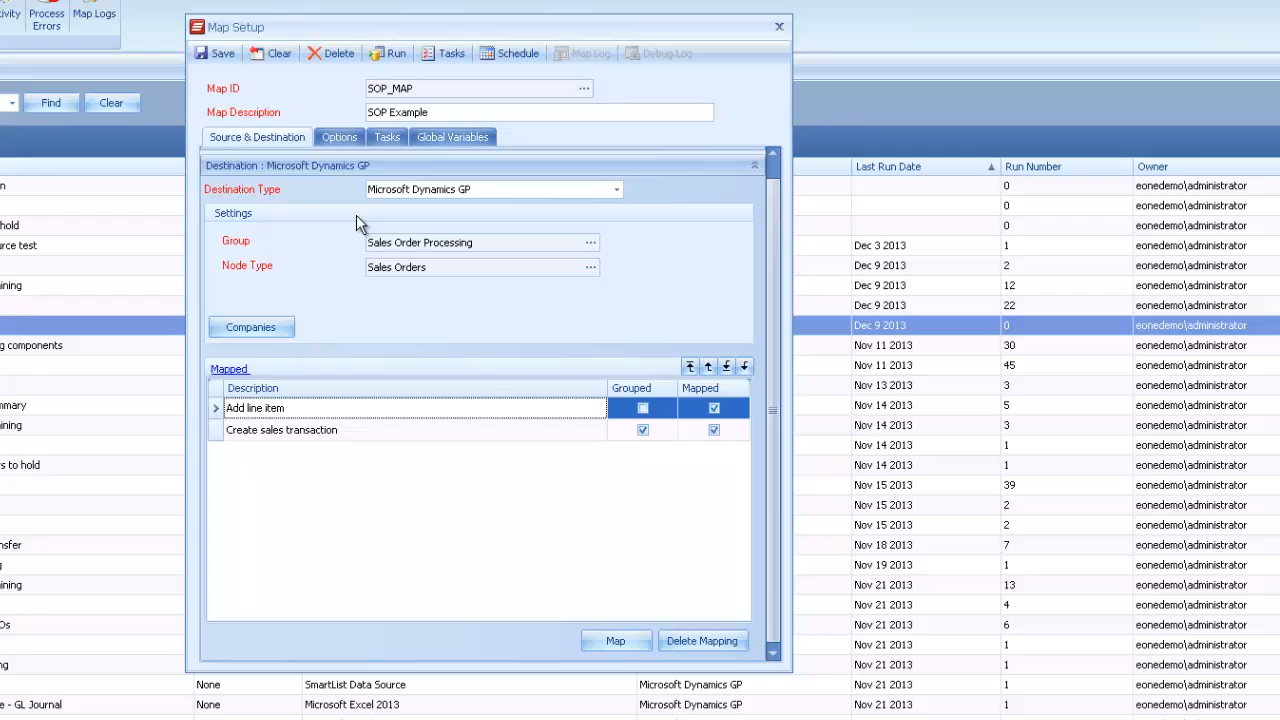 tivity
Process
Errors
Map Logs
Map Setup
Save
Clear
Delete
Run
Tasks
Schedule
Map Log
Debug Log
Map ID
SOP_MAP
Map Description
SOP Example
Find
Clear
Source & Destination
Options
Tasks
Global Variables
Last Run Date
Run Number
Owner
Destination : Microsoft Dynamics GP
Destination Type
Microsoft Dynamics GP
Settings
Group
Sales Order Processing
Node Type
Sales Orders
Companies
Mapped
Description
Grouped
Mapped
Add line item
Create sales transaction
Map
Delete Mapping
n 0 eonedemo\administrator
0 eonedemo\administrator
hold 0 eonedemo\administrator
rce test Dec 3 2013 1 eonedemo\administrator
Dec 9 2013 2 eonedemo\administrator
ining Dec 9 2013 12 eonedemo\administrator
Dec 9 2013 22 eonedemo\administrator
Dec 9 2013 0 eonedemo\administrator
g components Nov 11 2013 30 eonedemo\administrator
Nov 11 2013 45 eonedemo\administrator
Nov 13 2013 3 eonedemo\administrator
mmary Nov 14 2013 5 eonedemo\administrator
ining Nov 14 2013 3 eonedemo\administrator
Nov 14 2013 1 eonedemo\administrator
s to hold Nov 14 2013 1 eonedemo\administrator
Nov 15 2013 39 eonedemo\administrator
Nov 15 2013 2 eonedemo\administrator
Nov 15 2013 2 eonedemo\administrator
nsfer Nov 18 2013 7 eonedemo\administrator
Nov 19 2013 1 eonedemo\administrator
ining Nov 21 2013 13 eonedemo\administrator
Nov 21 2013 4 eonedemo\administrator
Os Nov 21 2013 6 eonedemo\administrator
Nov 21 2013 1 eonedemo\administrator
ng Nov 21 2013 1 eonedemo\administrator
None SmartList Data Source Microsoft Dynamics GP Nov 21 2013 1 eonedemo\administrator
e - GL Journal None Microsoft Excel 2013 Microsoft Dynamics GP Nov 21 2013 1 eonedemo\administrator